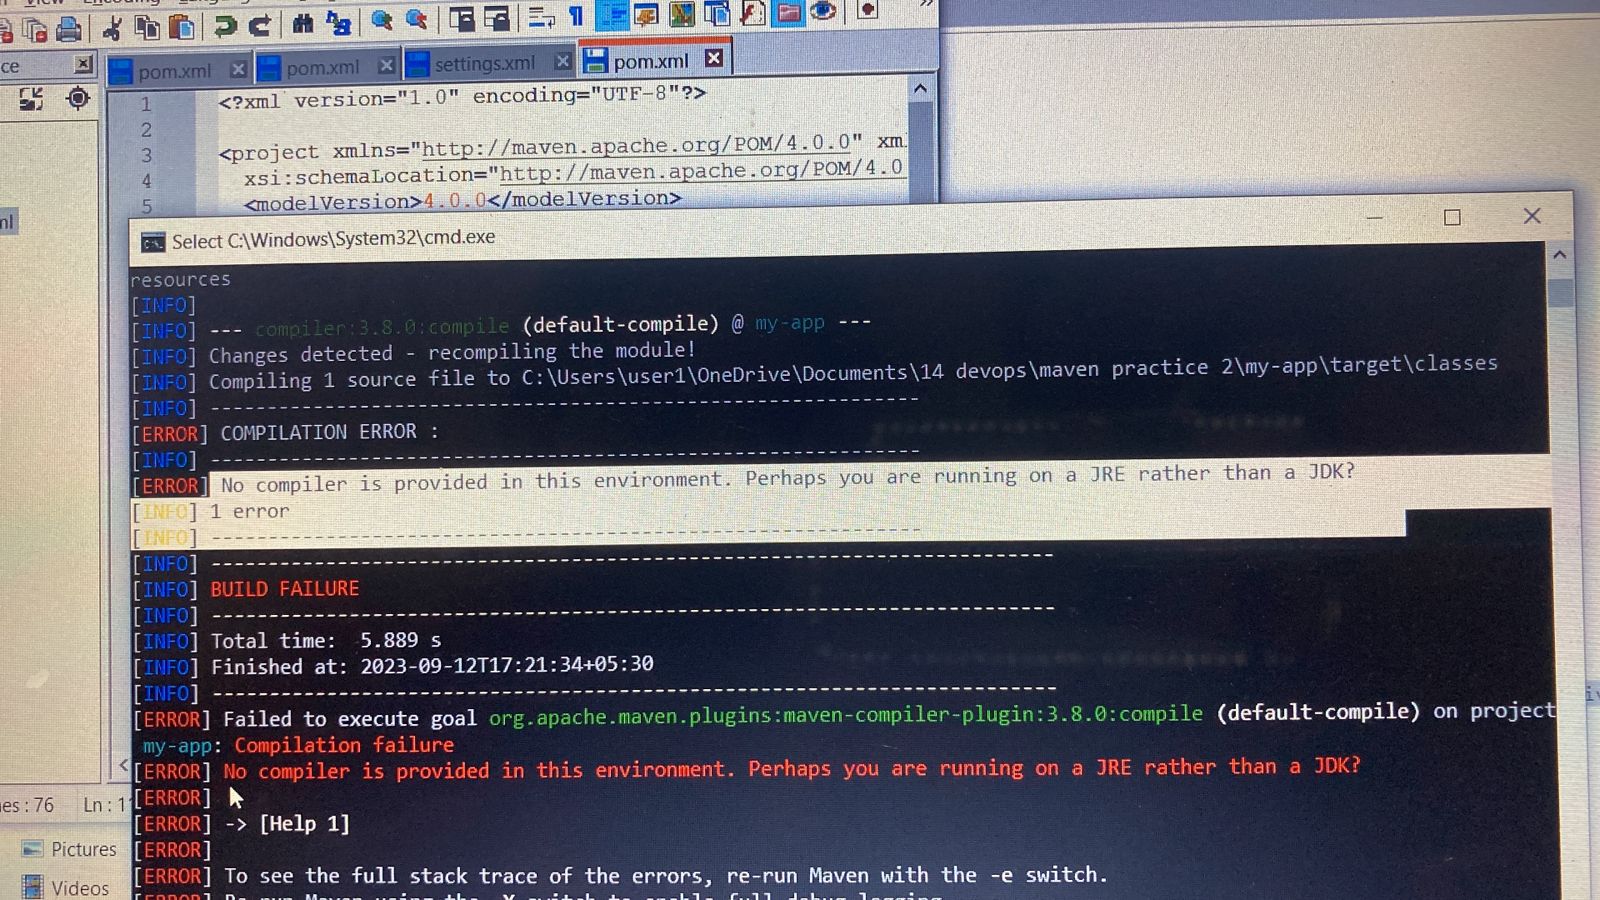 ce
pom.xml
pom.xml
settings.xml
pom.xml
1 <?xml version="1.0" encoding="UTF-8"?>
2
3 <project xmlns="http://maven.apache.org/POM/4.0.0" xm
4 xsi:schemaLocation="http://maven.apache.org/POM/4.0
5 <modelVersion>4.0.0</modelVersion>
ml
Select C:\Windows\System32\cmd.exe
resources
[INFO]
[INFO] --- compiler:3.8.0:compile (default-compile) @ my-app ---
[INFO] Changes detected - recompiling the module!
[INFO] Compiling 1 source file to C:\Users\user1\OneDrive\Documents\14 devops\maven practice 2\my-app\target\classes
[INFO] -------------------------------------------------------------
[ERROR] COMPILATION ERROR :
[INFO] -------------------------------------------------------------
[ERROR] No compiler is provided in this environment. Perhaps you are running on a JRE rather than a JDK?
[INFO] 1 error
[INFO] -------------------------------------------------------------
[INFO] ------------------------------------------------------------------------
[INFO] BUILD FAILURE
[INFO] ------------------------------------------------------------------------
[INFO] Total time:  5.889 s
[INFO] Finished at: 2023-09-12T17:21:34+05:30
[INFO] ------------------------------------------------------------------------
[ERROR] Failed to execute goal org.apache.maven.plugins:maven-compiler-plugin:3.8.0:compile (default-compile) on project
my-app: Compilation failure
[ERROR] No compiler is provided in this environment. Perhaps you are running on a JRE rather than a JDK?
[ERROR]
[ERROR] -> [Help 1]
[ERROR]
[ERROR] To see the full stack trace of the errors, re-run Maven with the -e switch.
es : 76 Ln : 1
Pictures
Videos